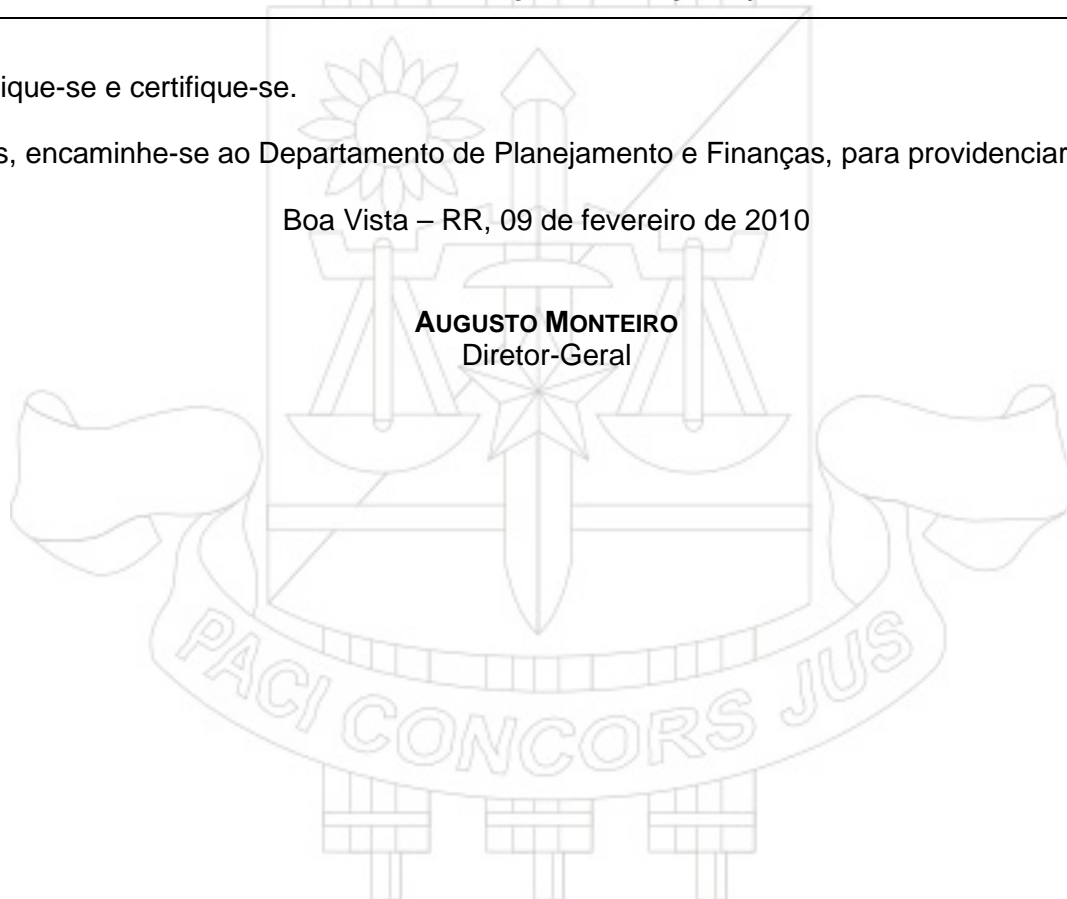 ique-se e certifique-se.
s, encaminhe-se ao Departamento de Planejamento e Finanças, para providenciar
Boa Vista – RR, 09 de fevereiro de 2010
AUGUSTO MONTEIRO
Diretor-Geral
PACI CONCORS JUS